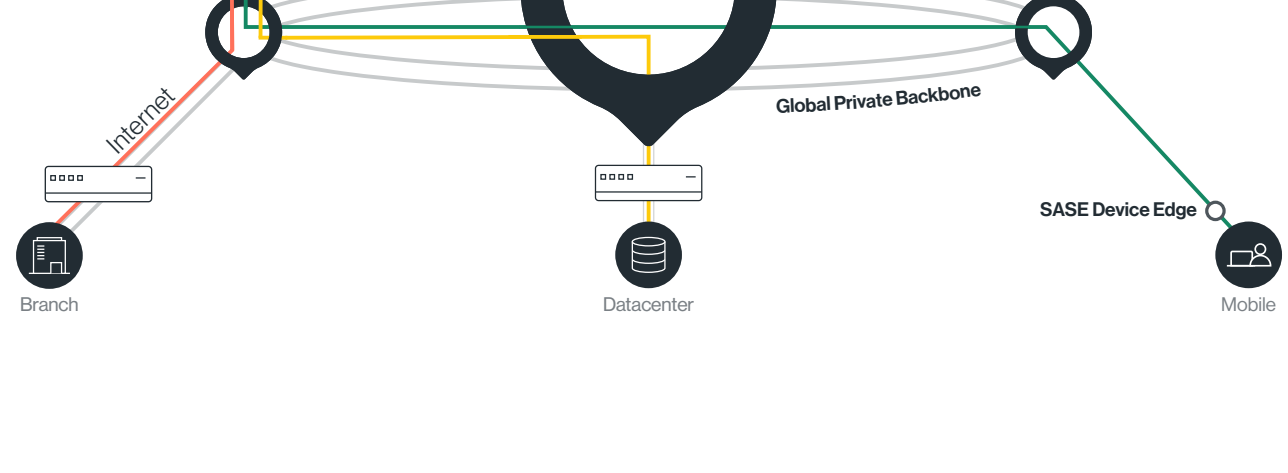 Internet
Global Private Backbone
SASE Device Edge
Branch
Datacenter
Mobile